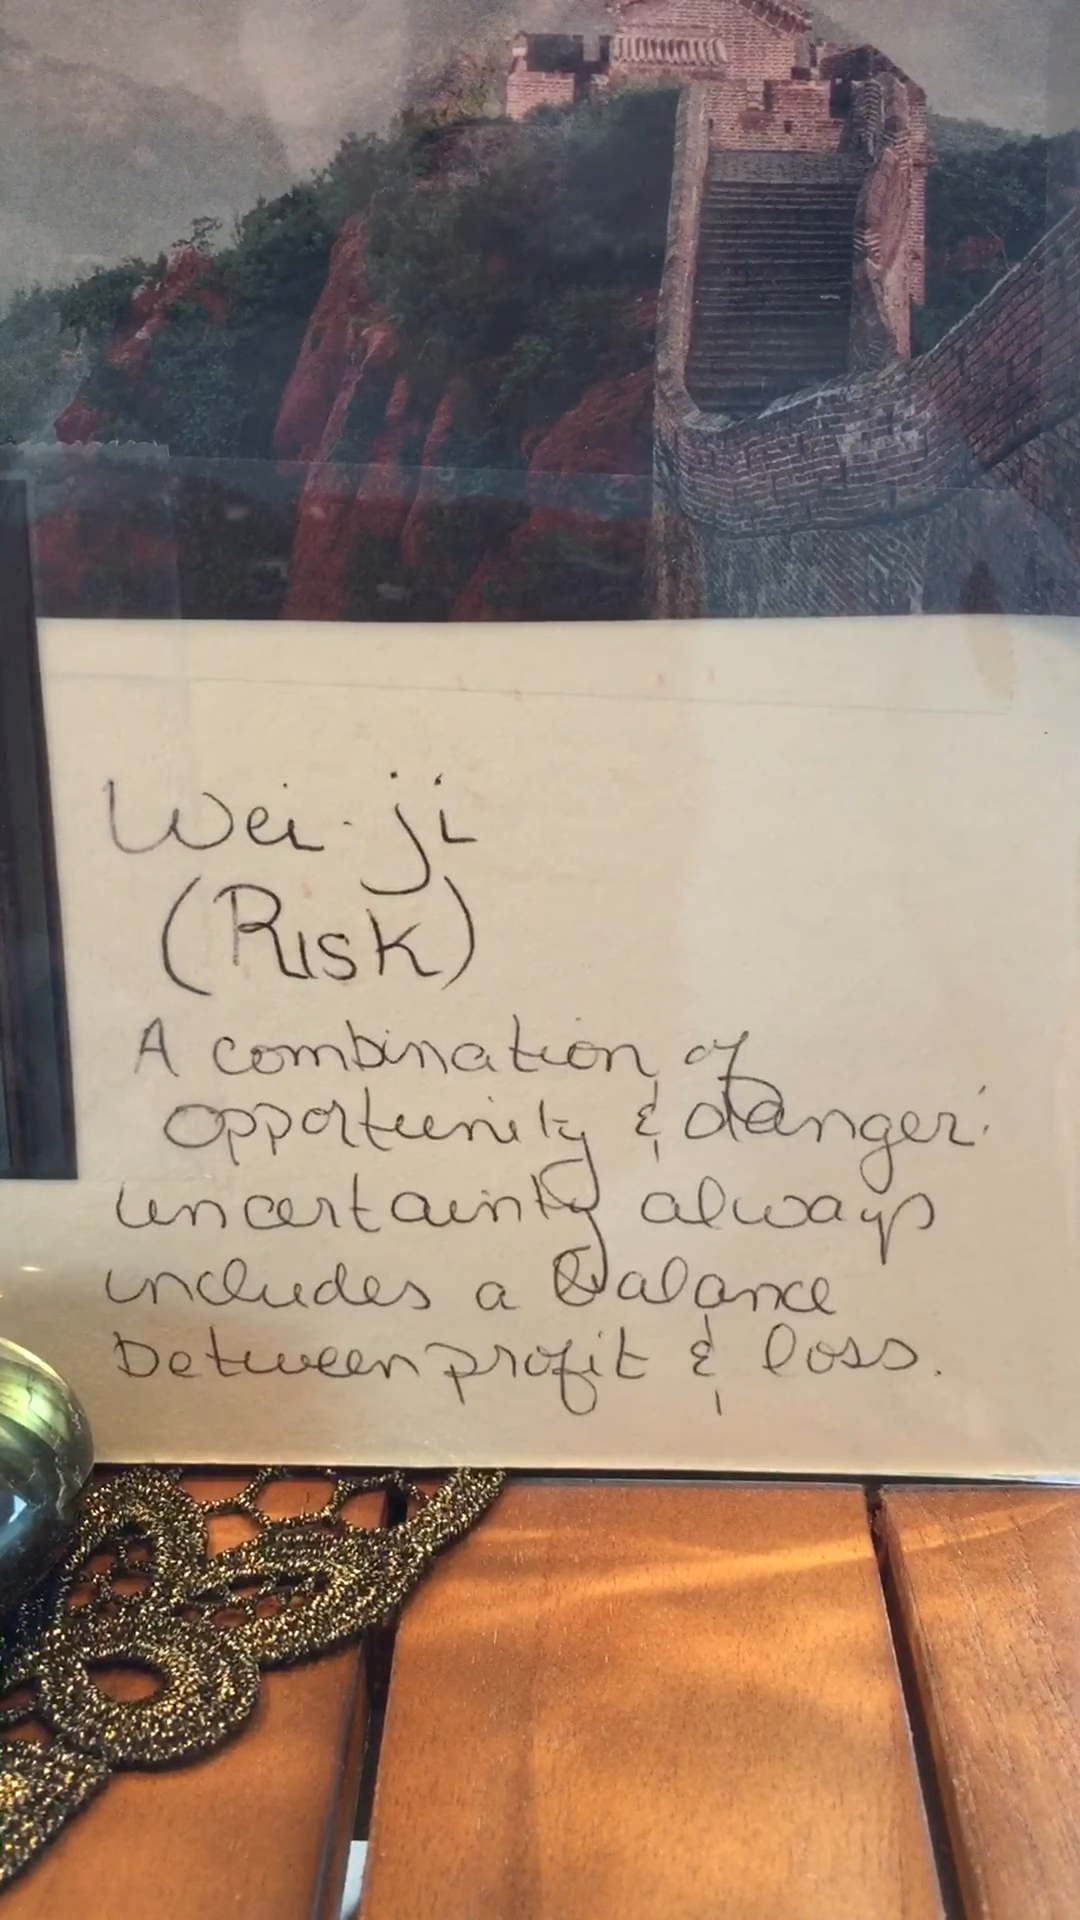 Wei-ji
(Risk)
A combination of
opportunity & danger:
uncertainty always
includes a balance
between profit & loss.